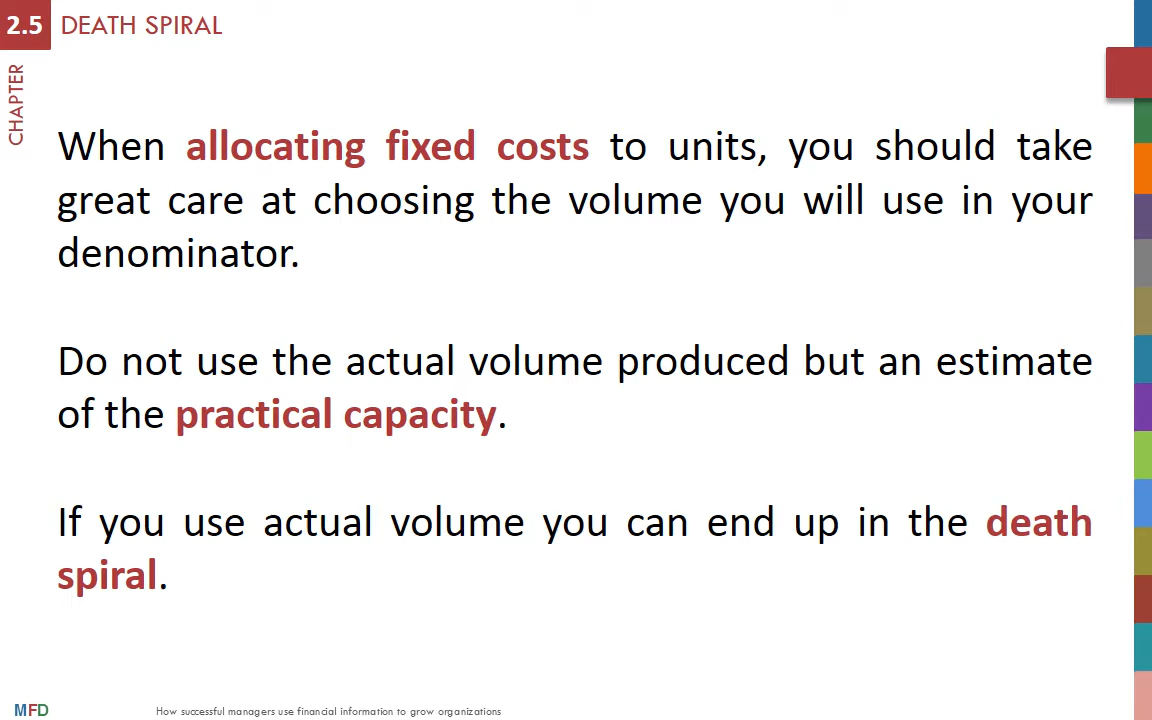 2.5 DEATH SPIRAL
CHAPTER
When allocating fixed costs to units, you should take
great care at choosing the volume you will use in your
denominator.
Do not use the actual volume produced but an estimate
of the practical capacity.
If you use actual volume you can end up in the death
spiral.
MFD How successful managers use financial information to grow organizations